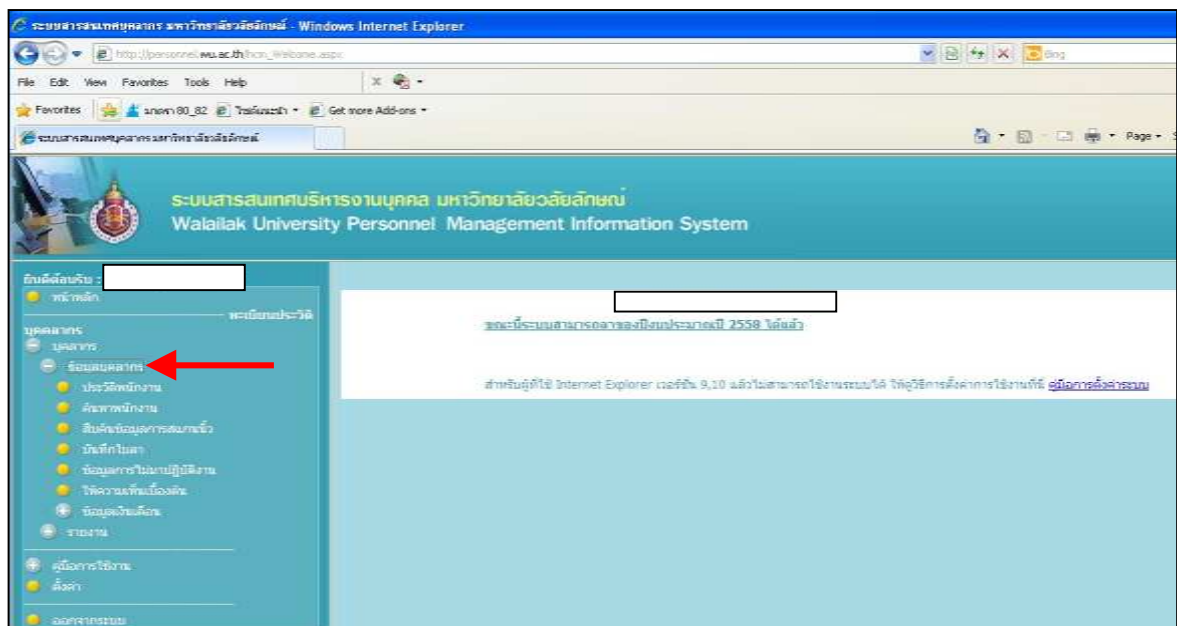 ระบบสารสนเทศบุคลากร มหาวิทยาลัยวลัยลักษณ์ - Windows Internet Explorer
http://personnel.wu.ac.th/hcm_Welcome.aspx
Bing
File Edit View Favorites Tools Help
x
Favorites 80_82 Get more Add-ons
ระบบสารสนเทศบุคลากร มหาวิทยาลัยวลัยลักษณ์
Page
ระบบสารสนเทศบริหารงานบุคคล มหาวิทยาลัยวลัยลักษณ์
Walailak University Personnel Management Information System
ยินดีต้อนรับ :
หน้าหลัก
ทะเบียนประวัติ
บุคลากร
บุคลากร
ข้อมูลบุคลากร
ประวัติพนักงาน
ค้นหาพนักงาน
สืบค้นข้อมูลการสแกนนิ้ว
บันทึกใบลา
ข้อมูลการไม่มาปฏิบัติงาน
ให้ความเห็นเบื้องต้น
ข้อมูลเงินเดือน
รายงาน
คู่มือการใช้งาน
ตั้งค่า
ออกจากระบบ
ขณะนี้ระบบสามารถลาของปีงบประมาณปี 2558 ได้แล้ว
สำหรับผู้ที่ใช้ Internet Explorer เวอร์ชั่น 9,10 แล้วไม่สามารถใช้งานระบบได้ ให้ดูวิธีการตั้งค่าการใช้งานที่นี่ คู่มือการตั้งค่าระบบ